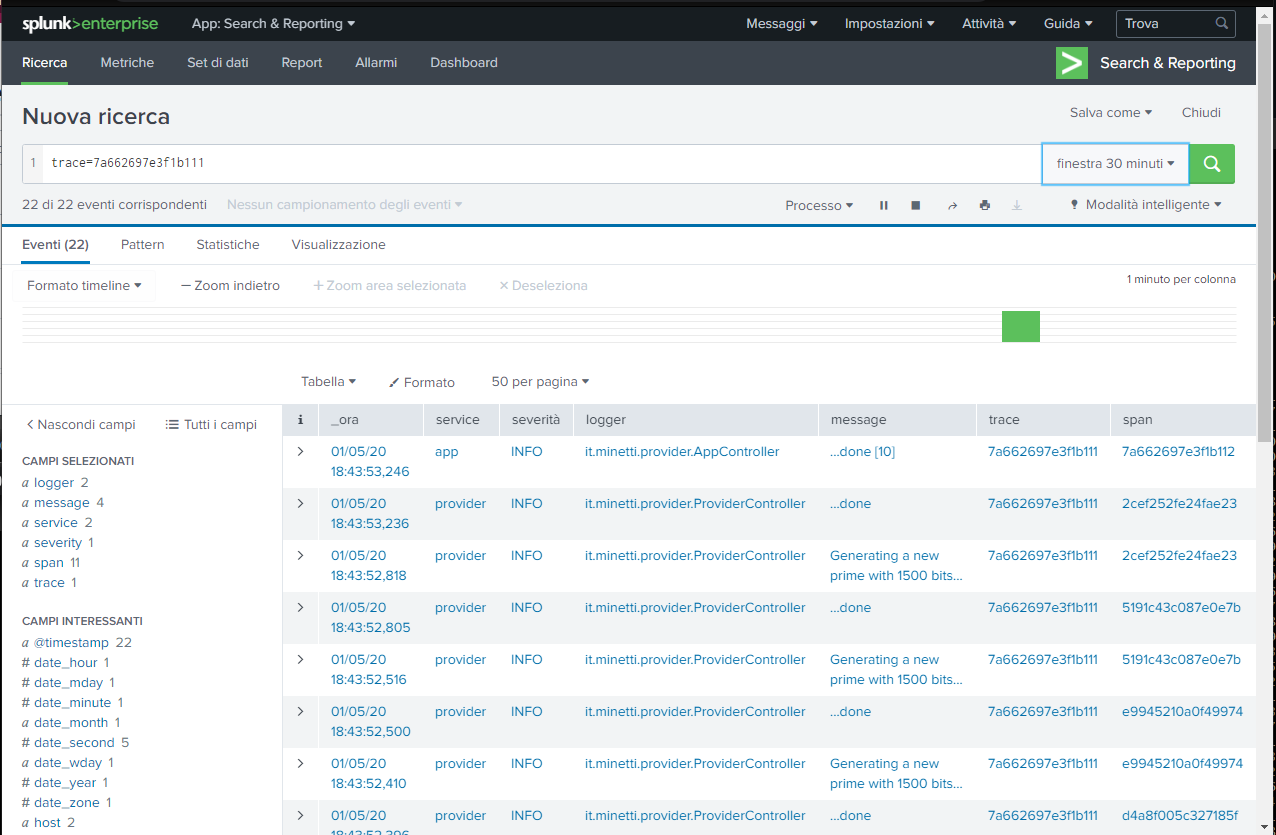 splunk>enterprise App: Search & Reporting Messaggi Impostazioni Attività Guida Trova
Ricerca Metriche Set di dati Report Allarmi Dashboard Search & Reporting
Nuova ricerca Salva come Chiudi
1 trace=7a662697e3f1b111 finestra 30 minuti
22 di 22 eventi corrispondenti Nessun campionamento degli eventi Processo Modalità intelligente
Eventi (22) Pattern Statistiche Visualizzazione
Formato timeline — Zoom indietro + Zoom area selezionata × Deseleziona 1 minuto per colonna
Tabella Formato 50 per pagina
< Nascondi campi Tutti i campi
CAMPI SELEZIONATI
a logger 2
a message 4
a service 2
a severity 1
a span 11
a trace 1
CAMPI INTERESSANTI
a @timestamp 22
# date_hour 1
# date_mday 1
# date_minute 1
a date_month 1
# date_second 5
a date_wday 1
# date_year 1
# date_zone 1
a host 2
i _ora service severità logger message trace span
> 01/05/20 app INFO it.minetti.provider.AppController ...done [10] 7a662697e3f1b111 7a662697e3f1b112
18:43:53,246
> 01/05/20 provider INFO it.minetti.provider.ProviderController ...done 7a662697e3f1b111 2cef252fe24fae23
18:43:53,236
> 01/05/20 provider INFO it.minetti.provider.ProviderController Generating a new 7a662697e3f1b111 2cef252fe24fae23
18:43:52,818 prime with 1500 bits...
> 01/05/20 provider INFO it.minetti.provider.ProviderController ...done 7a662697e3f1b111 5191c43c087e0e7b
18:43:52,805
> 01/05/20 provider INFO it.minetti.provider.ProviderController Generating a new 7a662697e3f1b111 5191c43c087e0e7b
18:43:52,516 prime with 1500 bits...
> 01/05/20 provider INFO it.minetti.provider.ProviderController ...done 7a662697e3f1b111 e9945210a0f49974
18:43:52,500
> 01/05/20 provider INFO it.minetti.provider.ProviderController Generating a new 7a662697e3f1b111 e9945210a0f49974
18:43:52,410 prime with 1500 bits...
> 01/05/20 provider INFO it.minetti.provider.ProviderController ...done 7a662697e3f1b111 d4a8f005c327185f